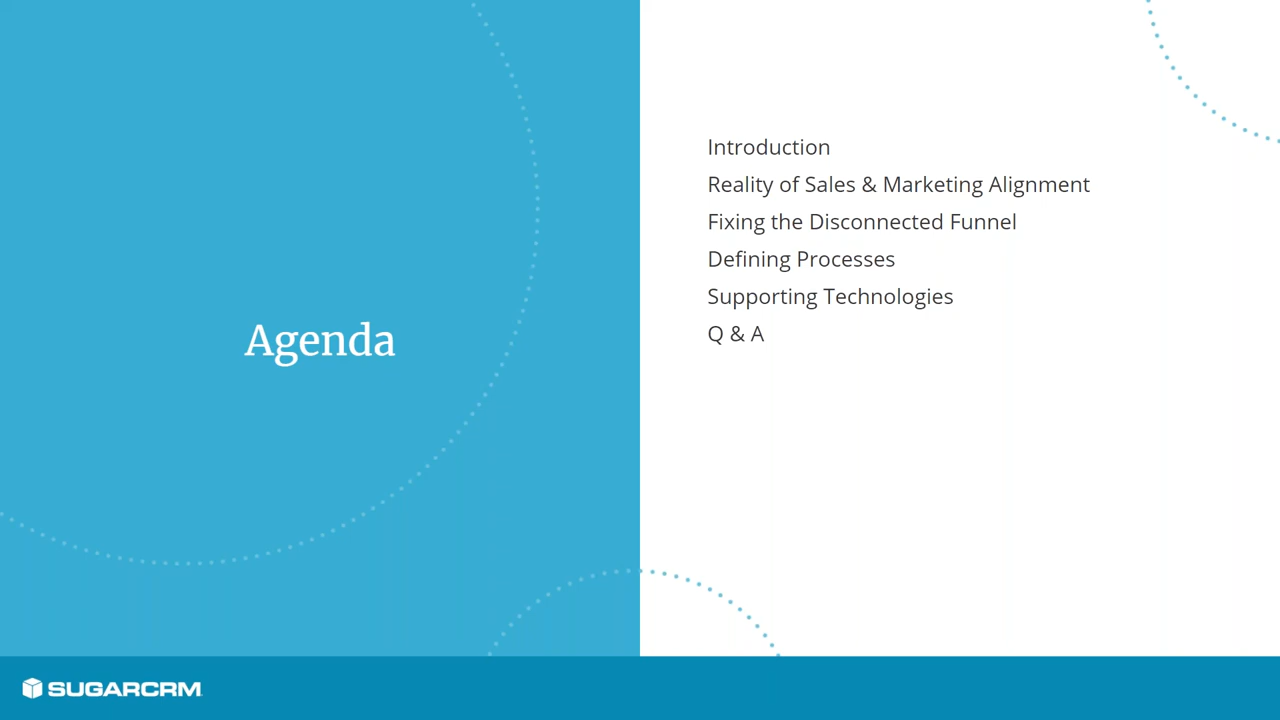 Agenda
Introduction
Reality of Sales & Marketing Alignment
Fixing the Disconnected Funnel
Defining Processes
Supporting Technologies
Q & A
SUGARCRM